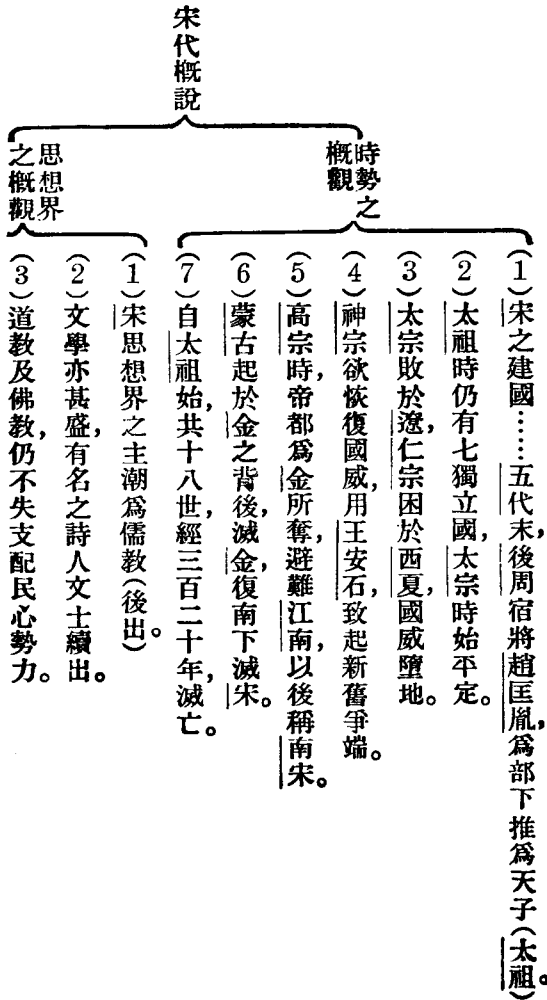 宋代概說
時勢之
概觀
(1)宋之建國……五代末,後周宿將趙匡胤,爲部下推爲天子(太祖)。
(2)太祖時仍有七獨立國,太宗時始平定。
(3)太宗敗於遼,仁宗困於西夏,國威墮地。
(4)神宗欲恢復國威,用王安石,致起新舊爭端。
(5)高宗時,帝都爲金所奪,避難江南,以後稱南宋。
(6)蒙古起於金之背後,滅金,復南下滅宋。
(7)自太祖始,共十八世,經三百二十年,滅亡。
思想界
之概觀
(1)宋思想界之主潮爲儒教(後出)。
(2)文學亦甚盛,有名之詩人文士續出。
(3)道教及佛教,仍不失支配民心勢力。